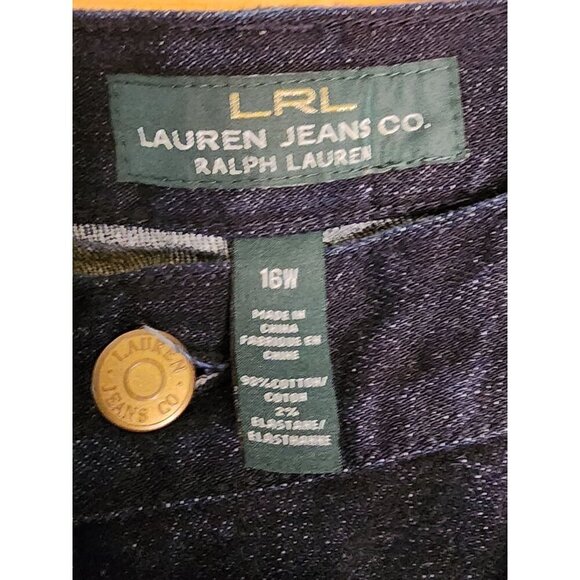 LRL
LAUREN JEANS CO.
RALPH LAUREN
16W
MADE IN
CHINA
FABRIQUE EN
CHINE
98% COTTON/
COTON
2%
ELASTANE/
ELASTHANNE
LAUREN
JEANS CO